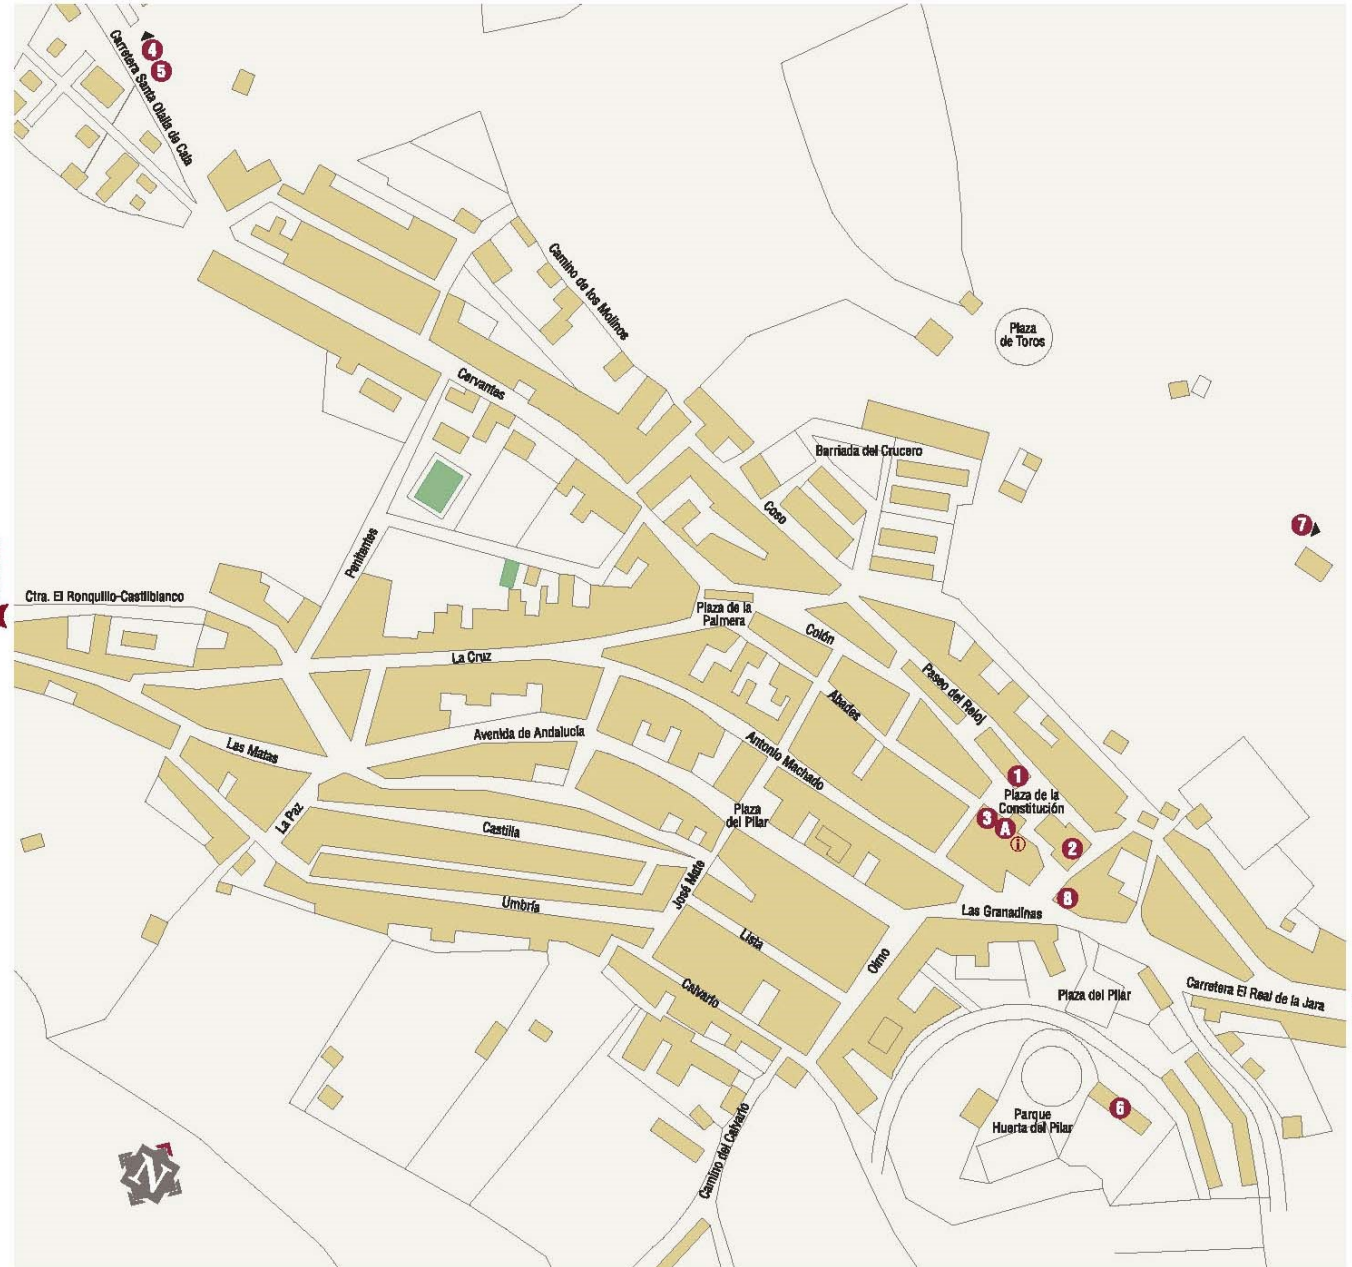 4
5
Carretera Santa Olalla de Cala
Camino de los Molinos
Plaza
de Toros
Cervantes
Barriada del Crucero
Coso
7
Penitentes
Ctra. El Ronquillo-Castilblanco
Plaza de la
Palmera
Colón
La Cruz
Paseo del Reloj
Abades
Avenida de Andalucía
Antonio Machado
Las Matas
1
Plaza de la
Constitución
La Paz
Plaza
del Pilar
3
A
i
2
Castilla
José Mate
8
Umbría
Las Granadinas
Lista
Olmo
Calvario
Plaza del Pilar
Carretera El Real de la Jara
Parque
Huerta del Pilar
6
Camino del Calvario
N